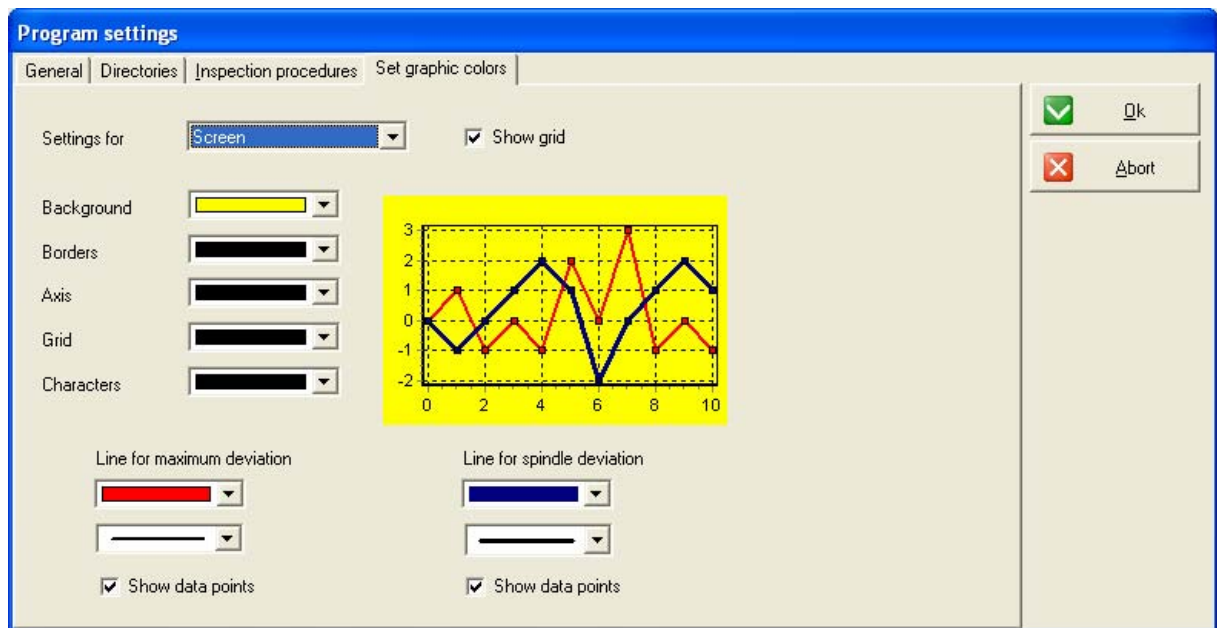 Program settings
General
Directories
Inspection procedures
Set graphic colors
Ok
Abort
Settings for
Screen
Show grid
Background
Borders
Axis
Grid
Characters
3
2
1
0
-1
-2
0 2 4 6 8 10
Line for maximum deviation
Line for spindle deviation
Show data points
Show data points